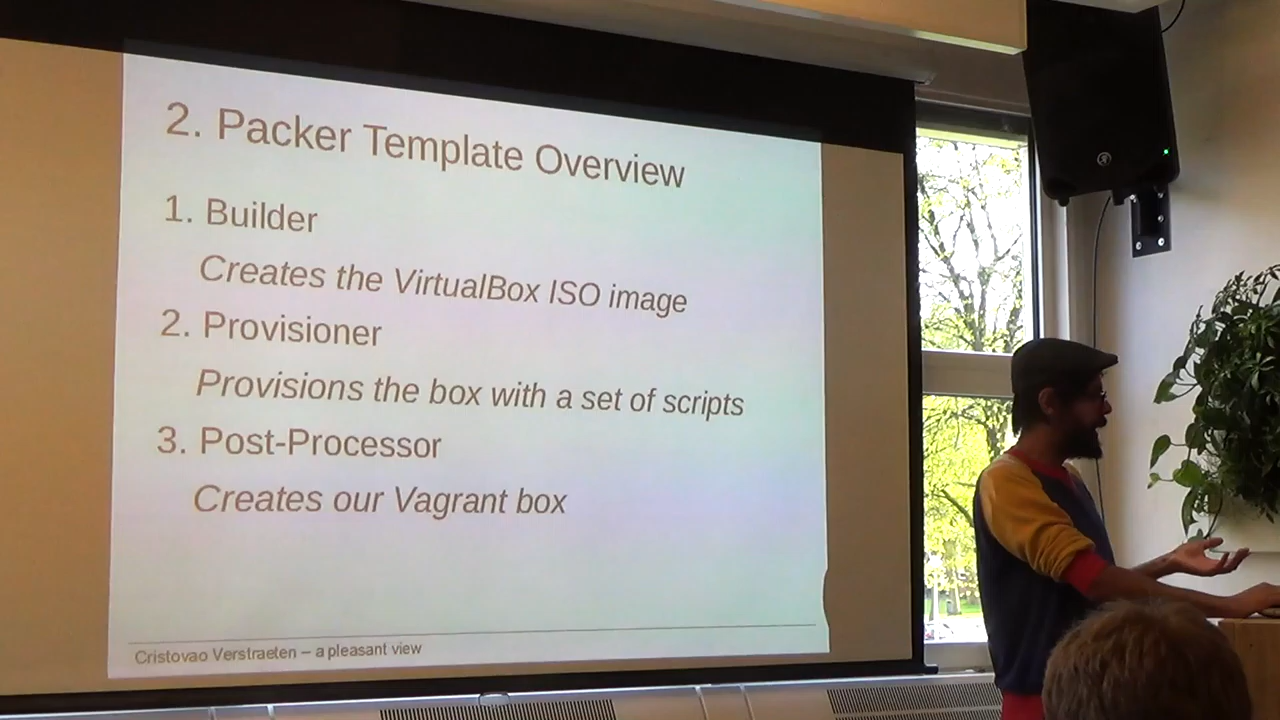 2. Packer Template Overview
1. Builder
Creates the VirtualBox ISO image
2. Provisioner
Provisions the box with a set of scripts
3. Post-Processor
Creates our Vagrant box
Cristovao Verstraeten – a pleasant view